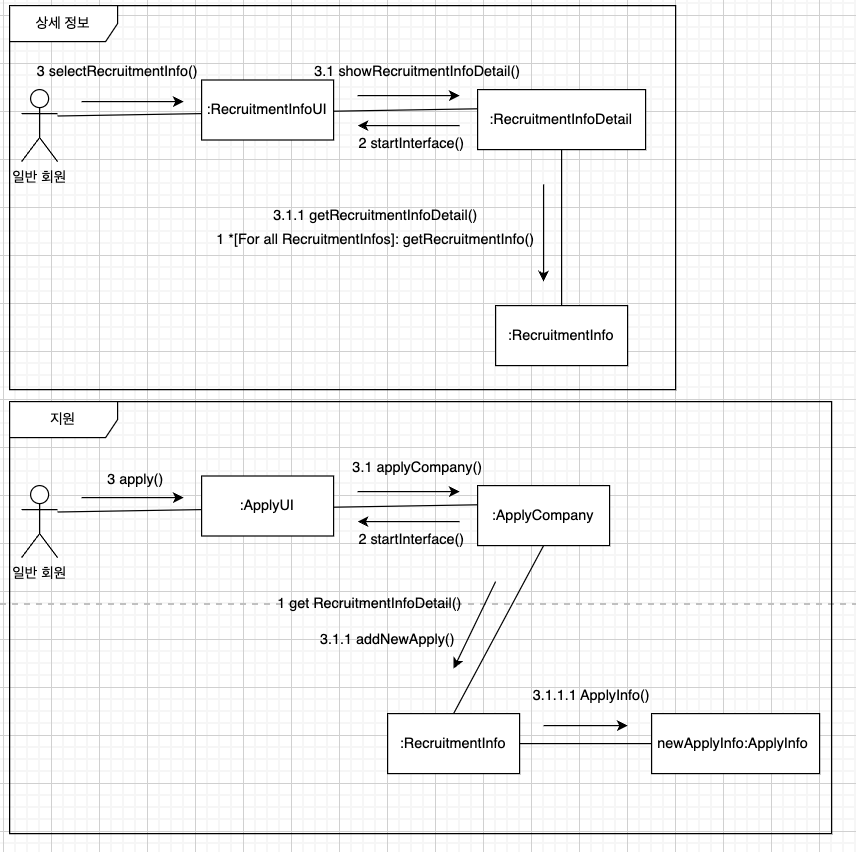 상세 정보
3 selectRecruitmentInfo()
3.1 showRecruitmentInfoDetail()
:RecruitmentInfoUI
:RecruitmentInfoDetail
2 startInterface()
일반 회원
3.1.1 getRecruitmentInfoDetail()
1 *[For all RecruitmentInfos]: getRecruitmentInfo()
:RecruitmentInfo
지원
3 apply()
3.1 applyCompany()
:ApplyUI
:ApplyCompany
2 startInterface()
일반 회원
1 get RecruitmentInfoDetail()
3.1.1 addNewApply()
3.1.1.1 ApplyInfo()
:RecruitmentInfo
newApplyInfo:ApplyInfo